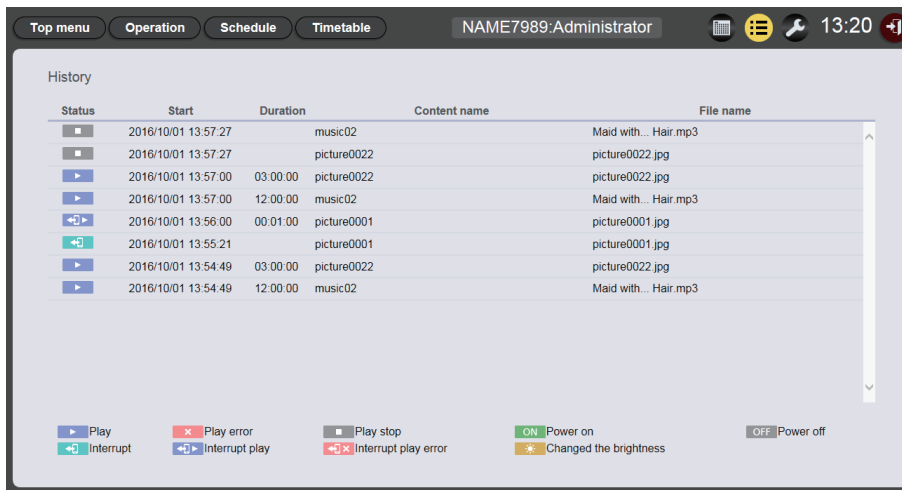 Top menu Operation Schedule Timetable NAME7989:Administrator 13:20
History
Status Start Duration Content name File name
2016/10/01 13:57:27 music02 Maid with... Hair.mp3
2016/10/01 13:57:27 picture0022 picture0022.jpg
2016/10/01 13:57:00 03:00:00 picture0022 picture0022.jpg
2016/10/01 13:57:00 12:00:00 music02 Maid with... Hair.mp3
2016/10/01 13:56:00 00:01:00 picture0001 picture0001.jpg
2016/10/01 13:55:21 picture0001 picture0001.jpg
2016/10/01 13:54:49 03:00:00 picture0022 picture0022.jpg
2016/10/01 13:54:49 12:00:00 music02 Maid with... Hair.mp3
Play Play error Play stop ON Power on OFF Power off
Interrupt Interrupt play Interrupt play error Changed the brightness